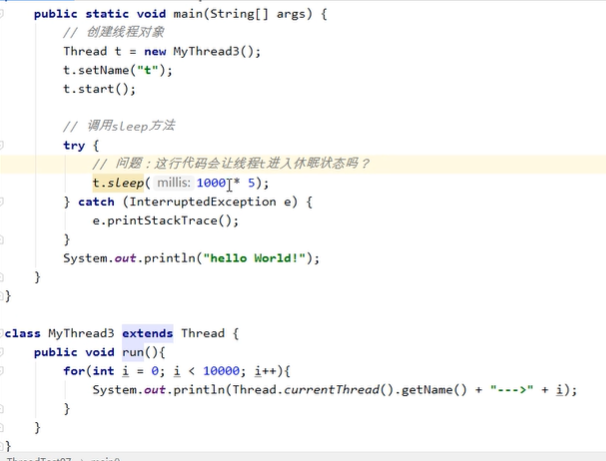 public static void main(String[] args) {
// 创建线程对象
Thread t = new MyThread3();
t.setName("t");
t.start();
// 调用sleep方法
try {
// 问题：这行代码会让线程t进入休眠状态吗？
t.sleep( millis: 1000 * 5);
} catch (InterruptedException e) {
e.printStackTrace();
}
System.out.println("hello World!");
}
}
class MyThread3 extends Thread {
public void run(){
for(int i = 0; i < 10000; i++){
System.out.println(Thread.currentThread().getName() + "--->" + i);
}
}
}